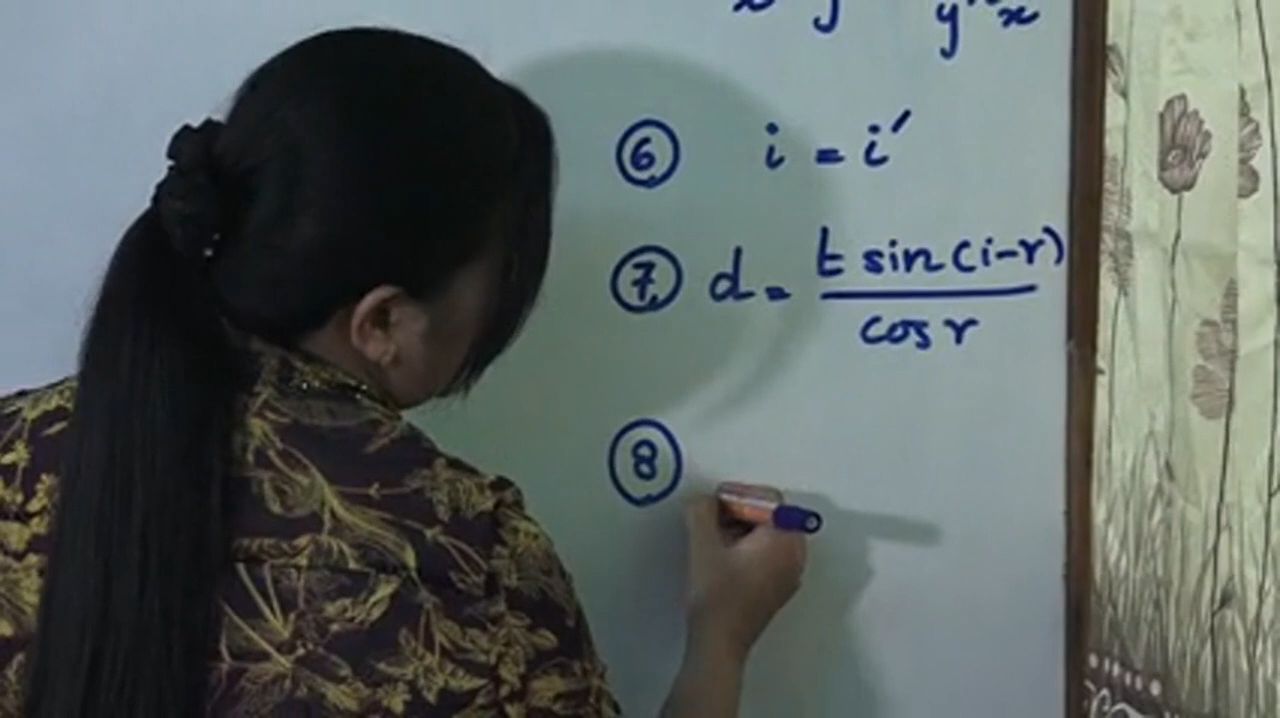 ⑥ i = i′
⑦ d = t sin(i-r)
cos r
⑧